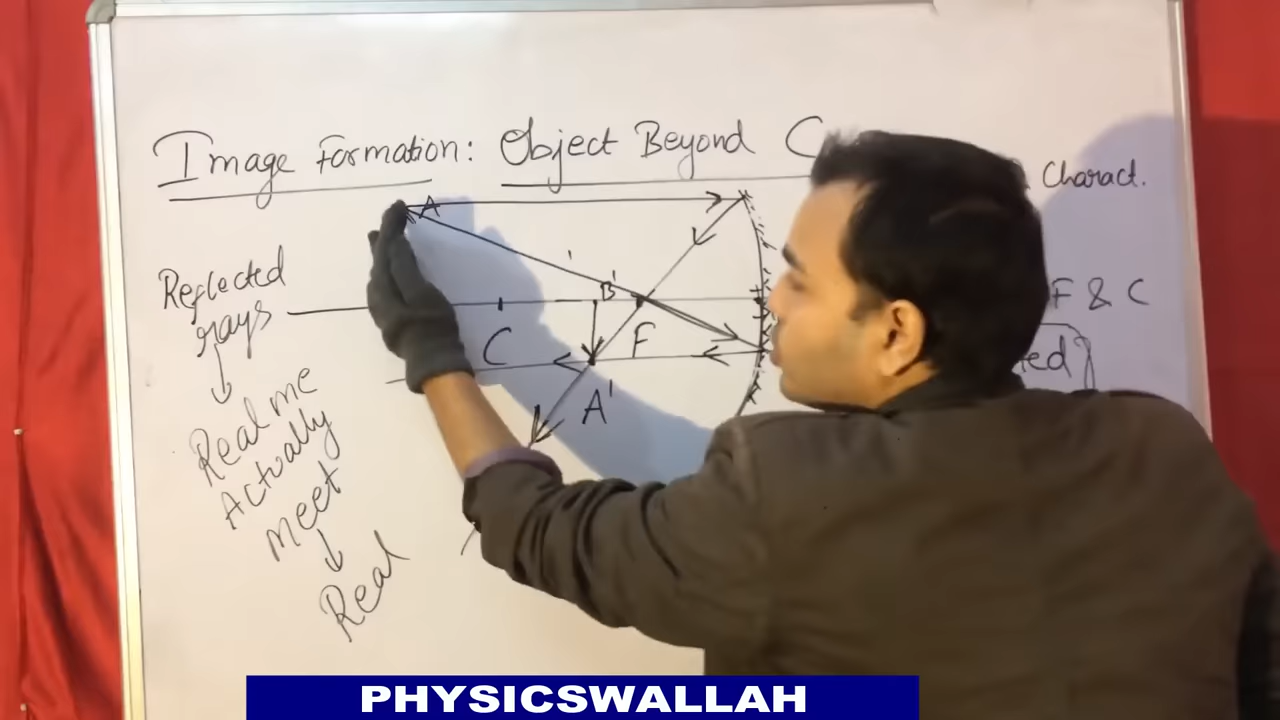 Image Formation: Object Beyond C
Charact.
A
Reflected
rays
B'
F & C
C
F
A'
Real me
Actually
meet
Real
PHYSICSWALLAH